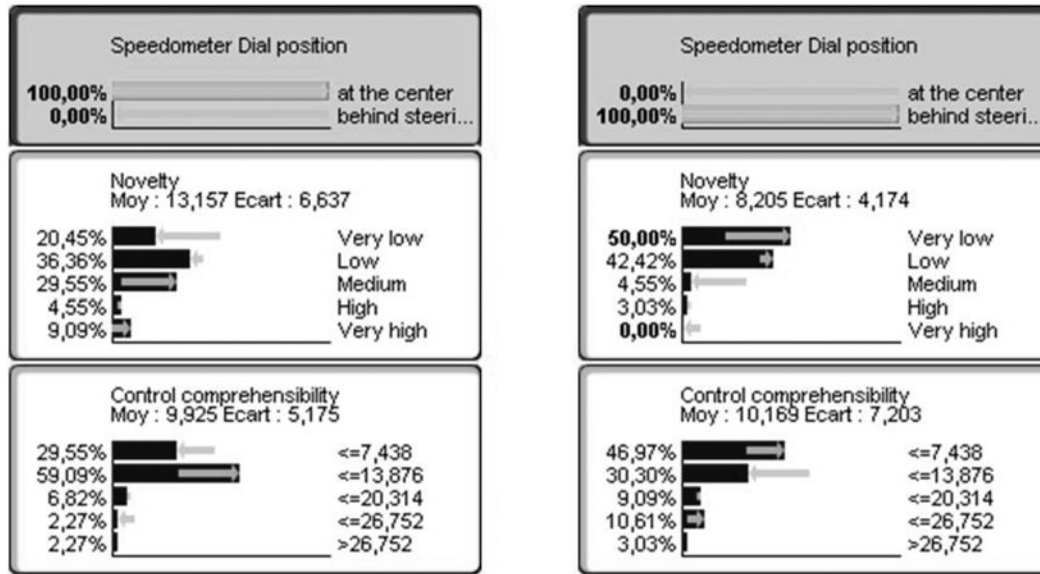 Speedometer Dial position
100,00% at the center
0,00% behind steeri...
Novelty
Moy : 13,157 Ecart : 6,637
20,45% Very low
36,36% Low
29,55% Medium
4,55% High
9,09% Very high
Control comprehensibility
Moy : 9,925 Ecart : 5,175
29,55% <=7,438
59,09% <=13,876
6,82% <=20,314
2,27% <=26,752
2,27% >26,752
Speedometer Dial position
0,00% at the center
100,00% behind steeri...
Novelty
Moy : 8,205 Ecart : 4,174
50,00% Very low
42,42% Low
4,55% Medium
3,03% High
0,00% Very high
Control comprehensibility
Moy : 10,169 Ecart : 7,203
46,97% <=7,438
30,30% <=13,876
9,09% <=20,314
10,61% <=26,752
3,03% >26,752